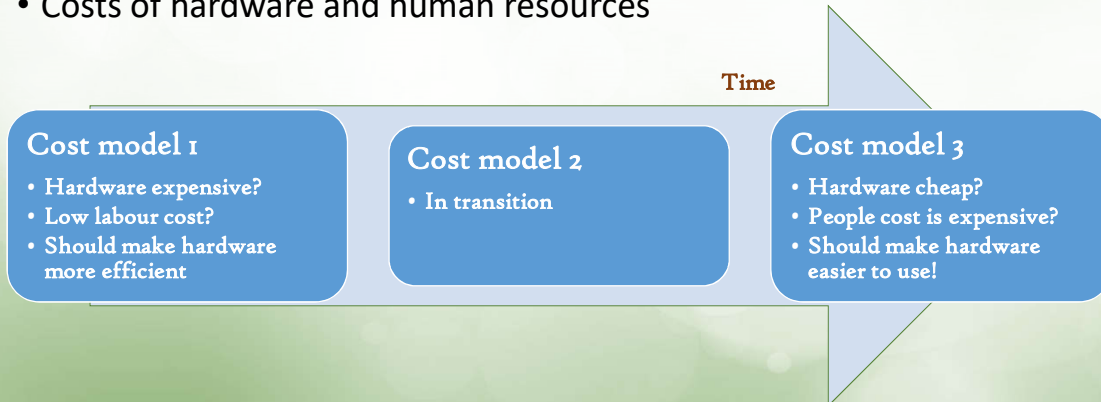 • Costs of hardware and human resources
Time
Cost model 1
• Hardware expensive?
• Low labour cost?
• Should make hardware
more efficient
Cost model 2
• In transition
Cost model 3
• Hardware cheap?
• People cost is expensive?
• Should make hardware
easier to use!